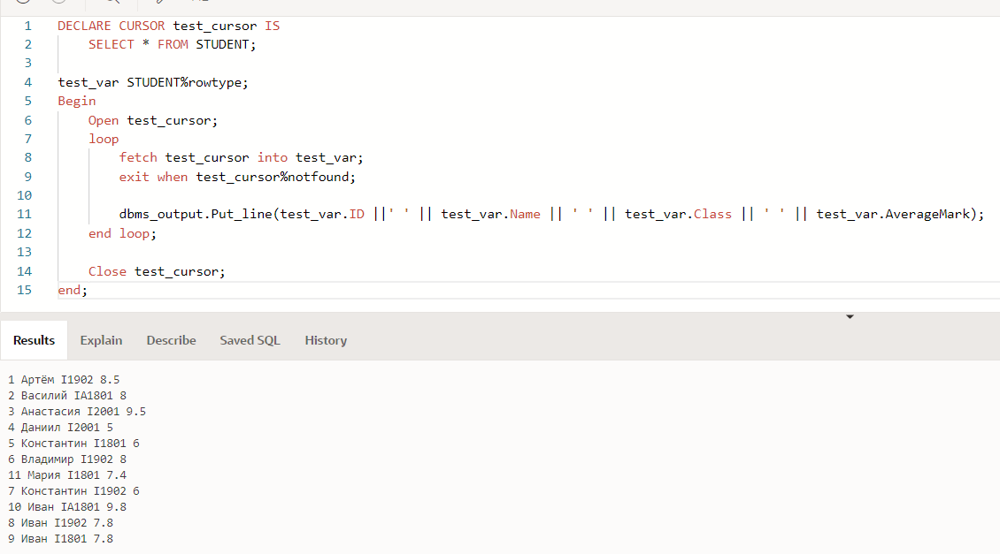 1 DECLARE CURSOR test_cursor IS
2 SELECT * FROM STUDENT;
3
4 test_var STUDENT%rowtype;
5 Begin
6 Open test_cursor;
7 loop
8 fetch test_cursor into test_var;
9 exit when test_cursor%notfound;
10
11 dbms_output.Put_line(test_var.ID ||' ' || test_var.Name || ' ' || test_var.Class || ' ' || test_var.AverageMark);
12 end loop;
13
14 Close test_cursor;
15 end;
Results Explain Describe Saved SQL History
1 Артём I1902 8.5
2 Василий IA1801 8
3 Анастасия I2001 9.5
4 Даниил I2001 5
5 Константин I1801 6
6 Владимир I1902 8
11 Мария I1801 7.4
7 Константин I1902 6
10 Иван IA1801 9.8
8 Иван I1902 7.8
9 Иван I1801 7.8